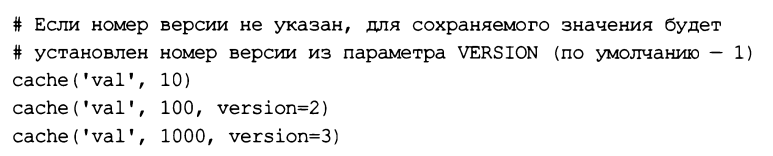 # Если номер версии не указан, для сохраняемого значения будет
# установлен номер версии из параметра VERSION (по умолчанию — 1)
cache('val', 10)
cache('val', 100, version=2)
cache('val', 1000, version=3)